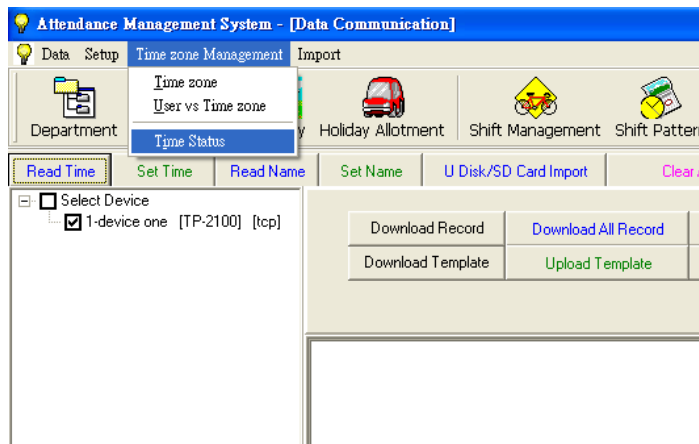 Attendance Management System - [Data Communication]
Data Setup Time zone Management Import
Time zone
User vs Time zone
Time Status
Department Holiday Allotment Shift Management Shift Patter
Read Time Set Time Read Name Set Name U Disk/SD Card Import Clear
Select Device
1-device one [TP-2100] [tcp]
Download Record Download All Record
Download Template Upload Template